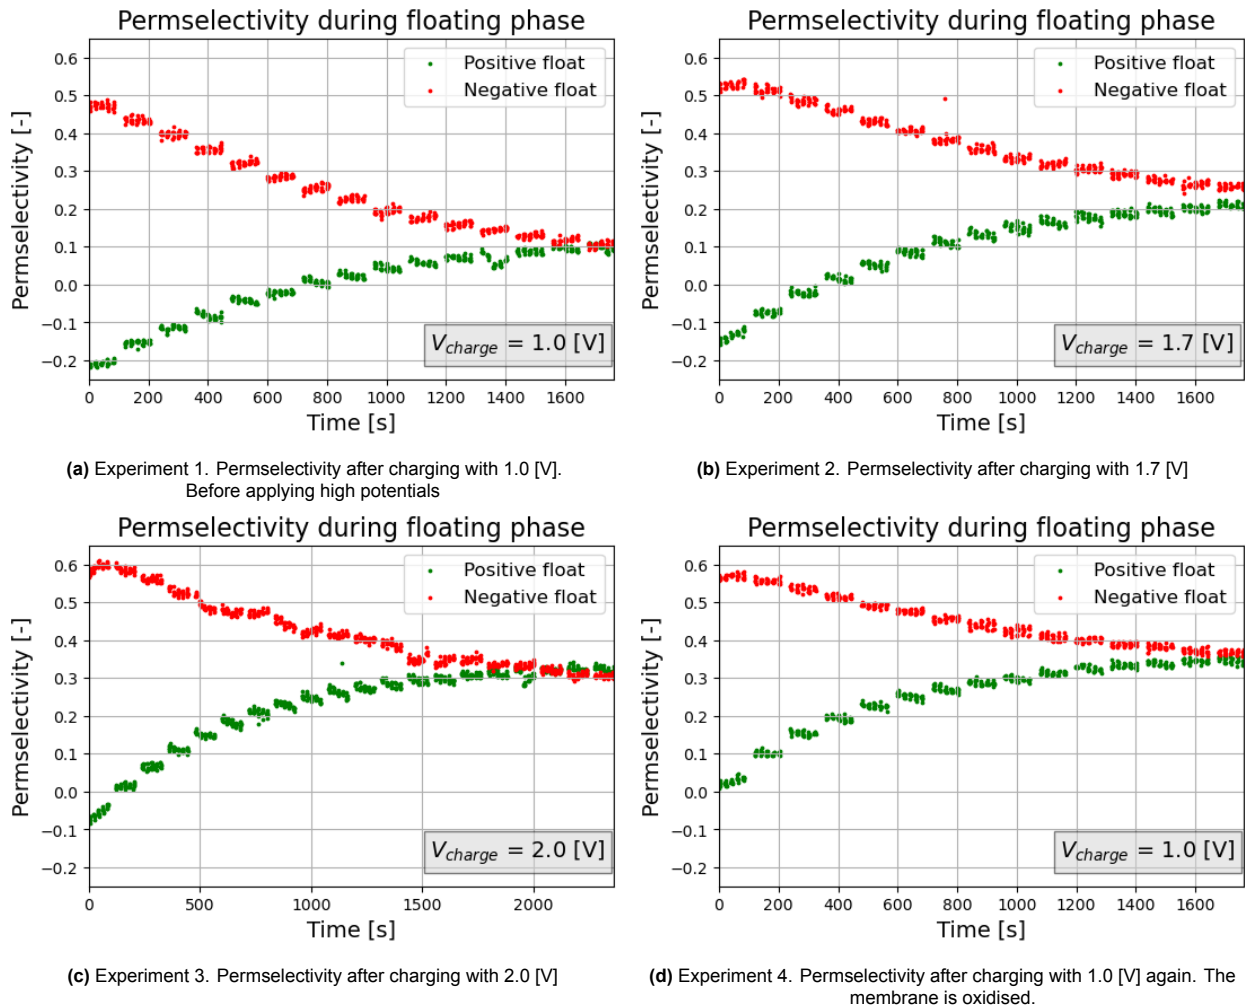 Permselectivity during floating phase
Permselectivity [-]
0.6
0.5
0.4
0.3
0.2
0.1
0.0
−0.1
−0.2
Positive float
Negative float
V_charge = 1.0 [V]
0 200 400 600 800 1000 1200 1400 1600
Time [s]
(a) Experiment 1. Permselectivity after charging with 1.0 [V].
Before applying high potentials
Permselectivity during floating phase
Permselectivity [-]
0.6
0.5
0.4
0.3
0.2
0.1
0.0
−0.1
−0.2
Positive float
Negative float
V_charge = 1.7 [V]
0 200 400 600 800 1000 1200 1400 1600
Time [s]
(b) Experiment 2. Permselectivity after charging with 1.7 [V]
Permselectivity during floating phase
Permselectivity [-]
0.6
0.5
0.4
0.3
0.2
0.1
0.0
−0.1
−0.2
Positive float
Negative float
V_charge = 2.0 [V]
0 500 1000 1500 2000
Time [s]
(c) Experiment 3. Permselectivity after charging with 2.0 [V]
Permselectivity during floating phase
Permselectivity [-]
0.6
0.5
0.4
0.3
0.2
0.1
0.0
−0.1
−0.2
Positive float
Negative float
V_charge = 1.0 [V]
0 200 400 600 800 1000 1200 1400 1600
Time [s]
(d) Experiment 4. Permselectivity after charging with 1.0 [V] again. The
membrane is oxidised.